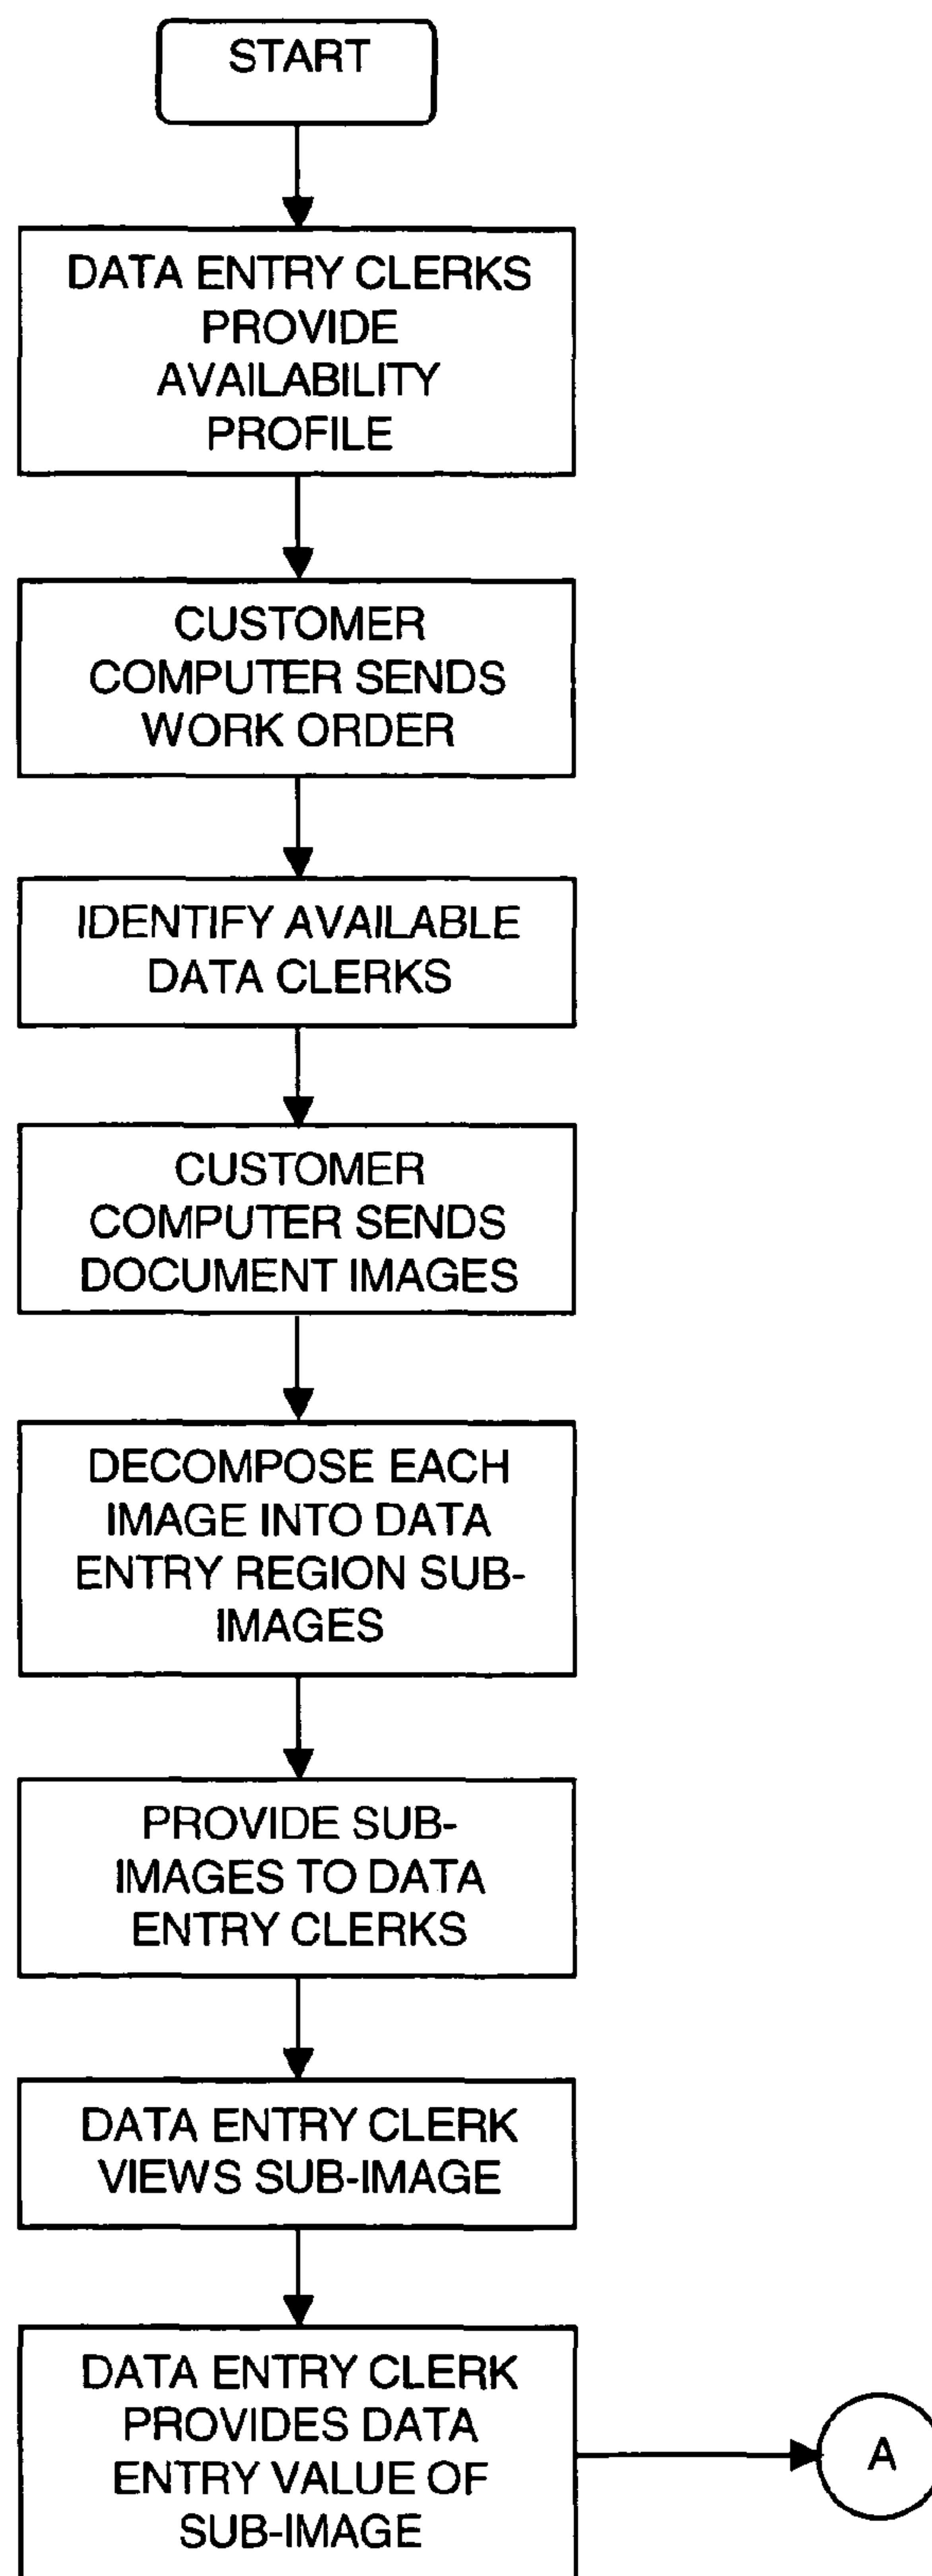 START
DATA ENTRY CLERKS
PROVIDE
AVAILABILITY
PROFILE
CUSTOMER
COMPUTER SENDS
WORK ORDER
IDENTIFY AVAILABLE
DATA CLERKS
CUSTOMER
COMPUTER SENDS
DOCUMENT IMAGES
DECOMPOSE EACH
IMAGE INTO DATA
ENTRY REGION SUB-
IMAGES
PROVIDE SUB-
IMAGES TO DATA
ENTRY CLERKS
DATA ENTRY CLERK
VIEWS SUB-IMAGE
DATA ENTRY CLERK
PROVIDES DATA
ENTRY VALUE OF
SUB-IMAGE
A